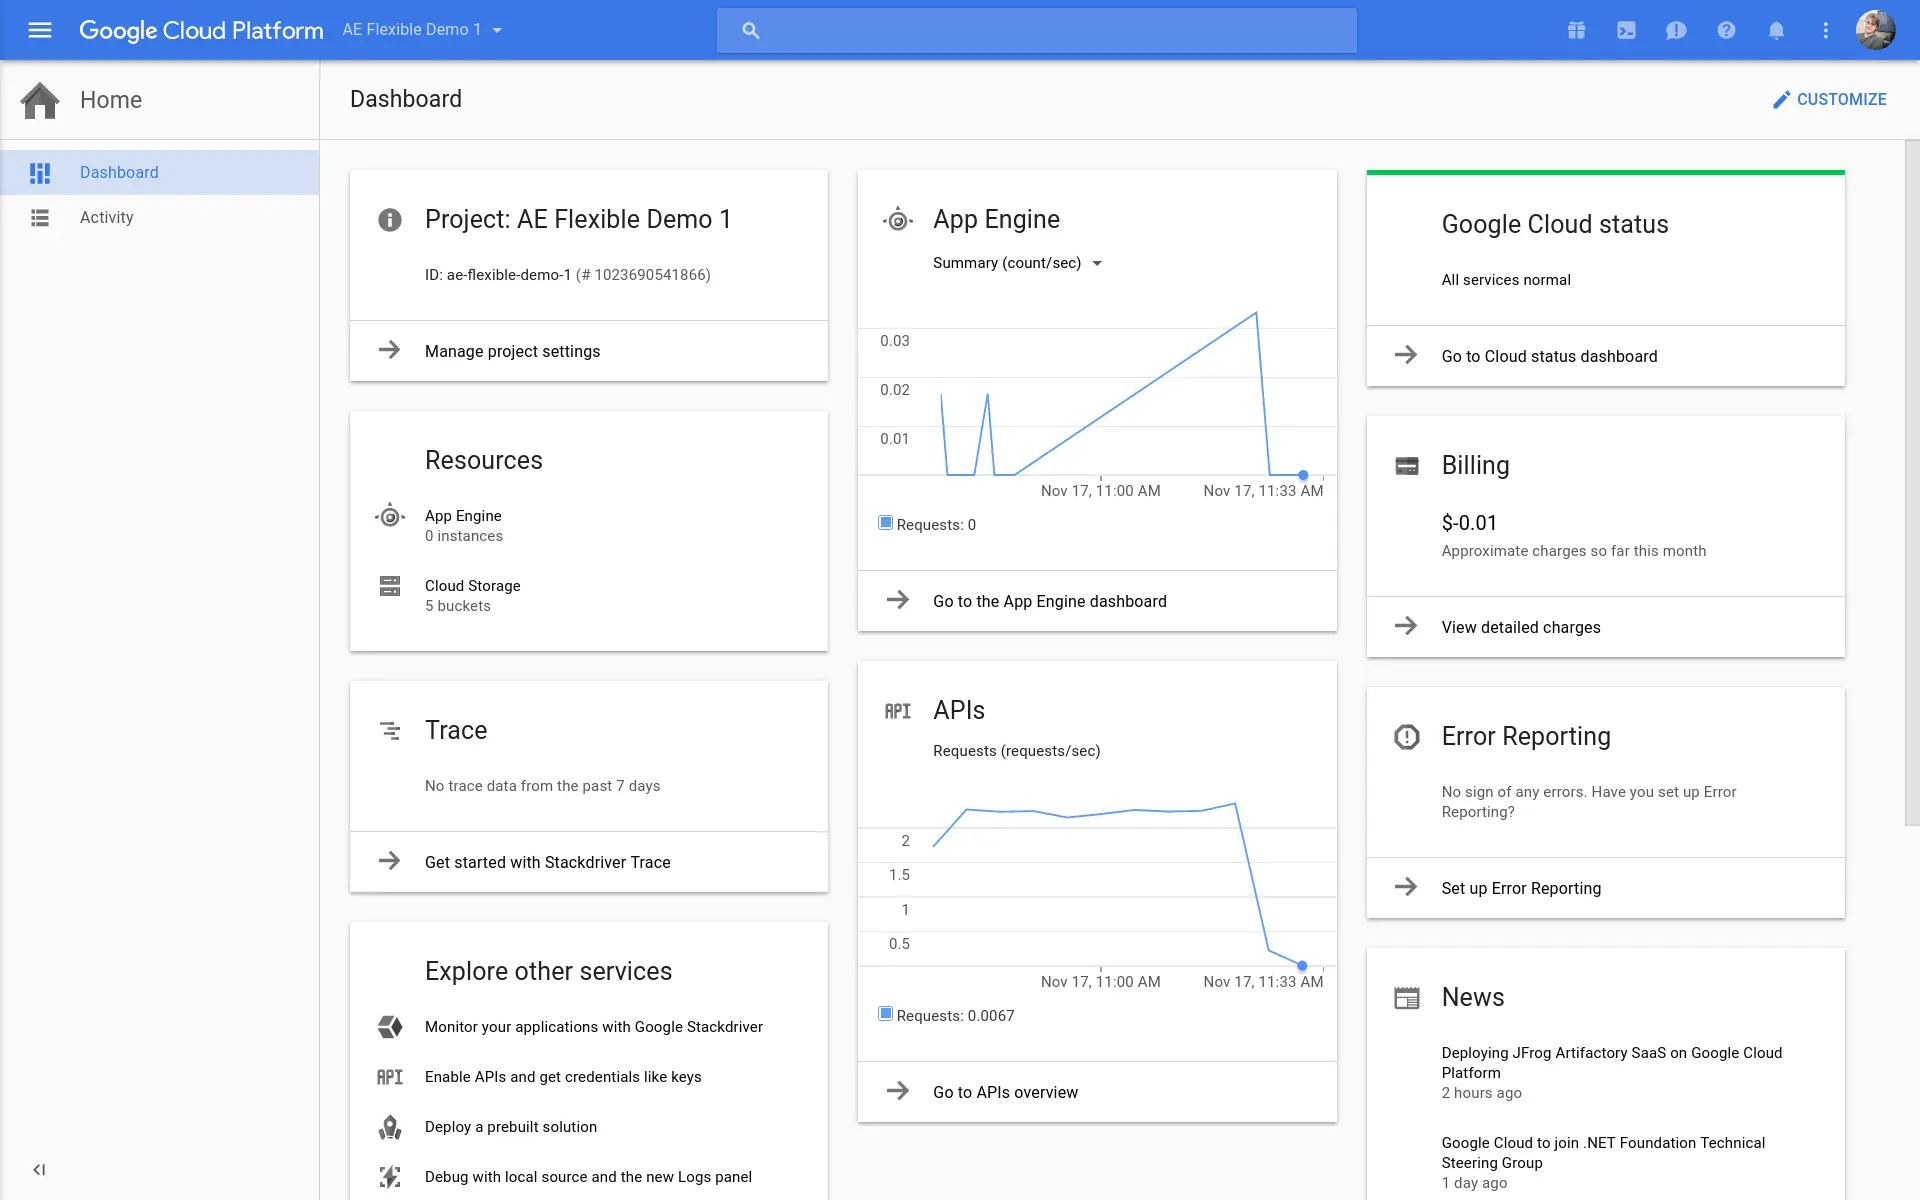 Google Cloud Platform
AE Flexible Demo 1
Home
Dashboard
CUSTOMIZE
Dashboard
Activity
Project: AE Flexible Demo 1
ID: ae-flexible-demo-1 (# 1023690541866)
Manage project settings
Resources
App Engine
0 instances
Cloud Storage
5 buckets
Trace
No trace data from the past 7 days
Get started with Stackdriver Trace
Explore other services
Monitor your applications with Google Stackdriver
API
Enable APIs and get credentials like keys
Deploy a prebuilt solution
Debug with local source and the new Logs panel
App Engine
Summary (count/sec)
0.03
0.02
0.01
Nov 17, 11:00 AM
Nov 17, 11:33 AM
Requests: 0
Go to the App Engine dashboard
API
APIs
Requests (requests/sec)
2
1.5
1
0.5
Nov 17, 11:00 AM
Nov 17, 11:33 AM
Requests: 0.0067
Go to APIs overview
Google Cloud status
All services normal
Go to Cloud status dashboard
Billing
$-0.01
Approximate charges so far this month
View detailed charges
Error Reporting
No sign of any errors. Have you set up Error
Reporting?
Set up Error Reporting
News
Deploying JFrog Artifactory SaaS on Google Cloud
Platform
2 hours ago
Google Cloud to join .NET Foundation Technical
Steering Group
1 day ago